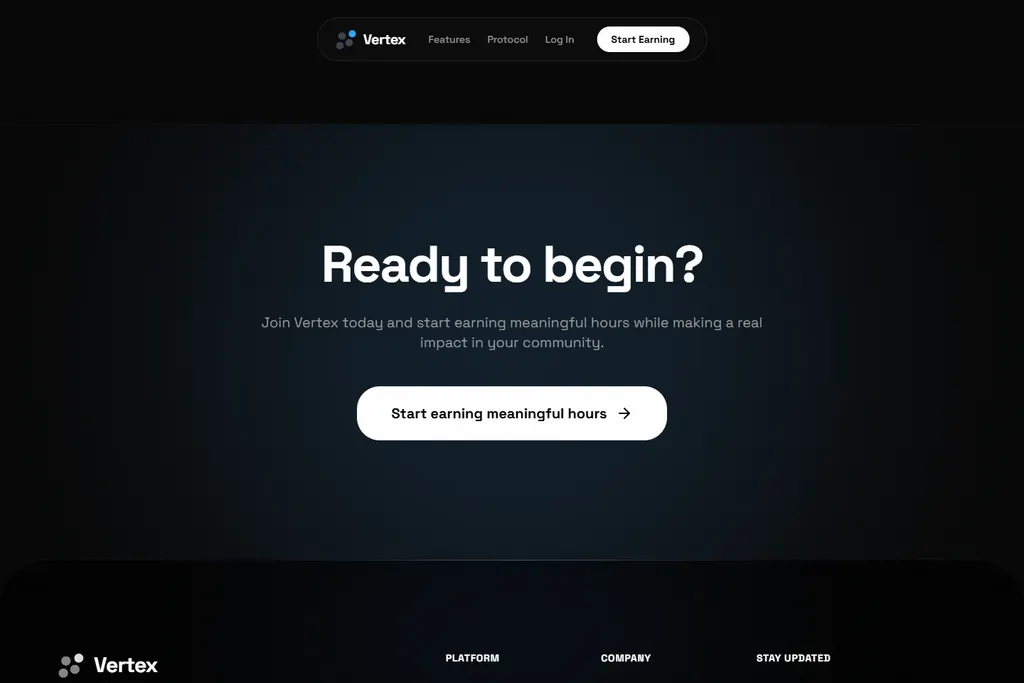 Vertex
Features
Protocol
Log In
Start Earning
Ready to begin?
Join Vertex today and start earning meaningful hours while making a real
impact in your community.
Start earning meaningful hours →
Vertex
PLATFORM
COMPANY
STAY UPDATED